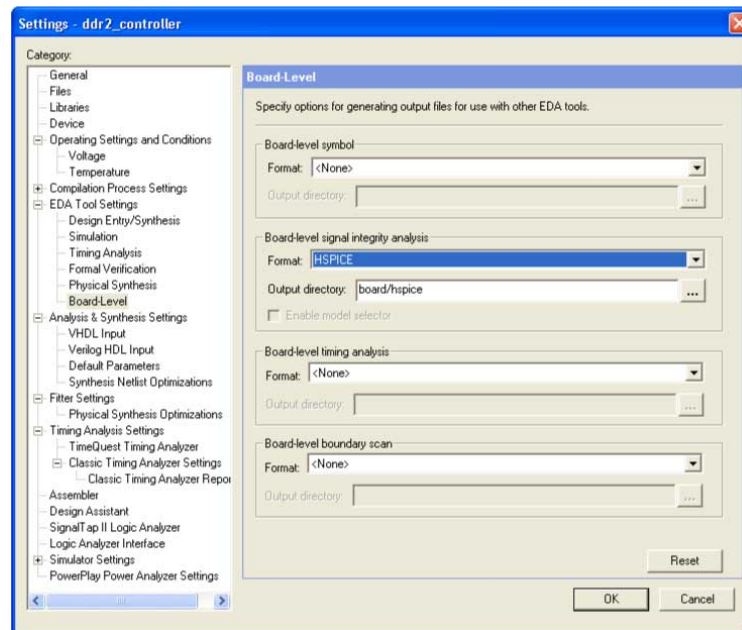 Settings - ddr2_controller
Category:
General
Files
Libraries
Device
Operating Settings and Conditions
Voltage
Temperature
Compilation Process Settings
EDA Tool Settings
Design Entry/Synthesis
Simulation
Timing Analysis
Formal Verification
Physical Synthesis
Board-Level
Analysis & Synthesis Settings
VHDL Input
Verilog HDL Input
Default Parameters
Synthesis Netlist Optimizations
Fitter Settings
Physical Synthesis Optimizations
Timing Analysis Settings
TimeQuest Timing Analyzer
Classic Timing Analyzer Settings
Classic Timing Analyzer Repor
Assembler
Design Assistant
SignalTap II Logic Analyzer
Logic Analyzer Interface
Simulator Settings
PowerPlay Power Analyzer Settings
Board-Level
Specify options for generating output files for use with other EDA tools.
Board-level symbol
Format: <None>
Output directory: ...
Board-level signal integrity analysis
Format: HSPICE
Output directory: board/hspice ...
Enable model selector
Board-level timing analysis
Format: <None>
Output directory: ...
Board-level boundary scan
Format: <None>
Output directory: ...
Reset
OK Cancel